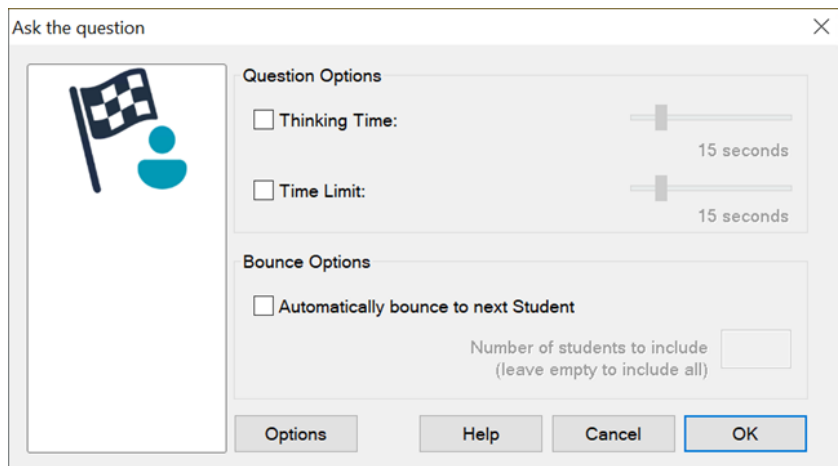 Ask the question
Question Options
Thinking Time:
15 seconds
Time Limit:
15 seconds
Bounce Options
Automatically bounce to next Student
Number of students to include
(leave empty to include all)
Options
Help
Cancel
OK